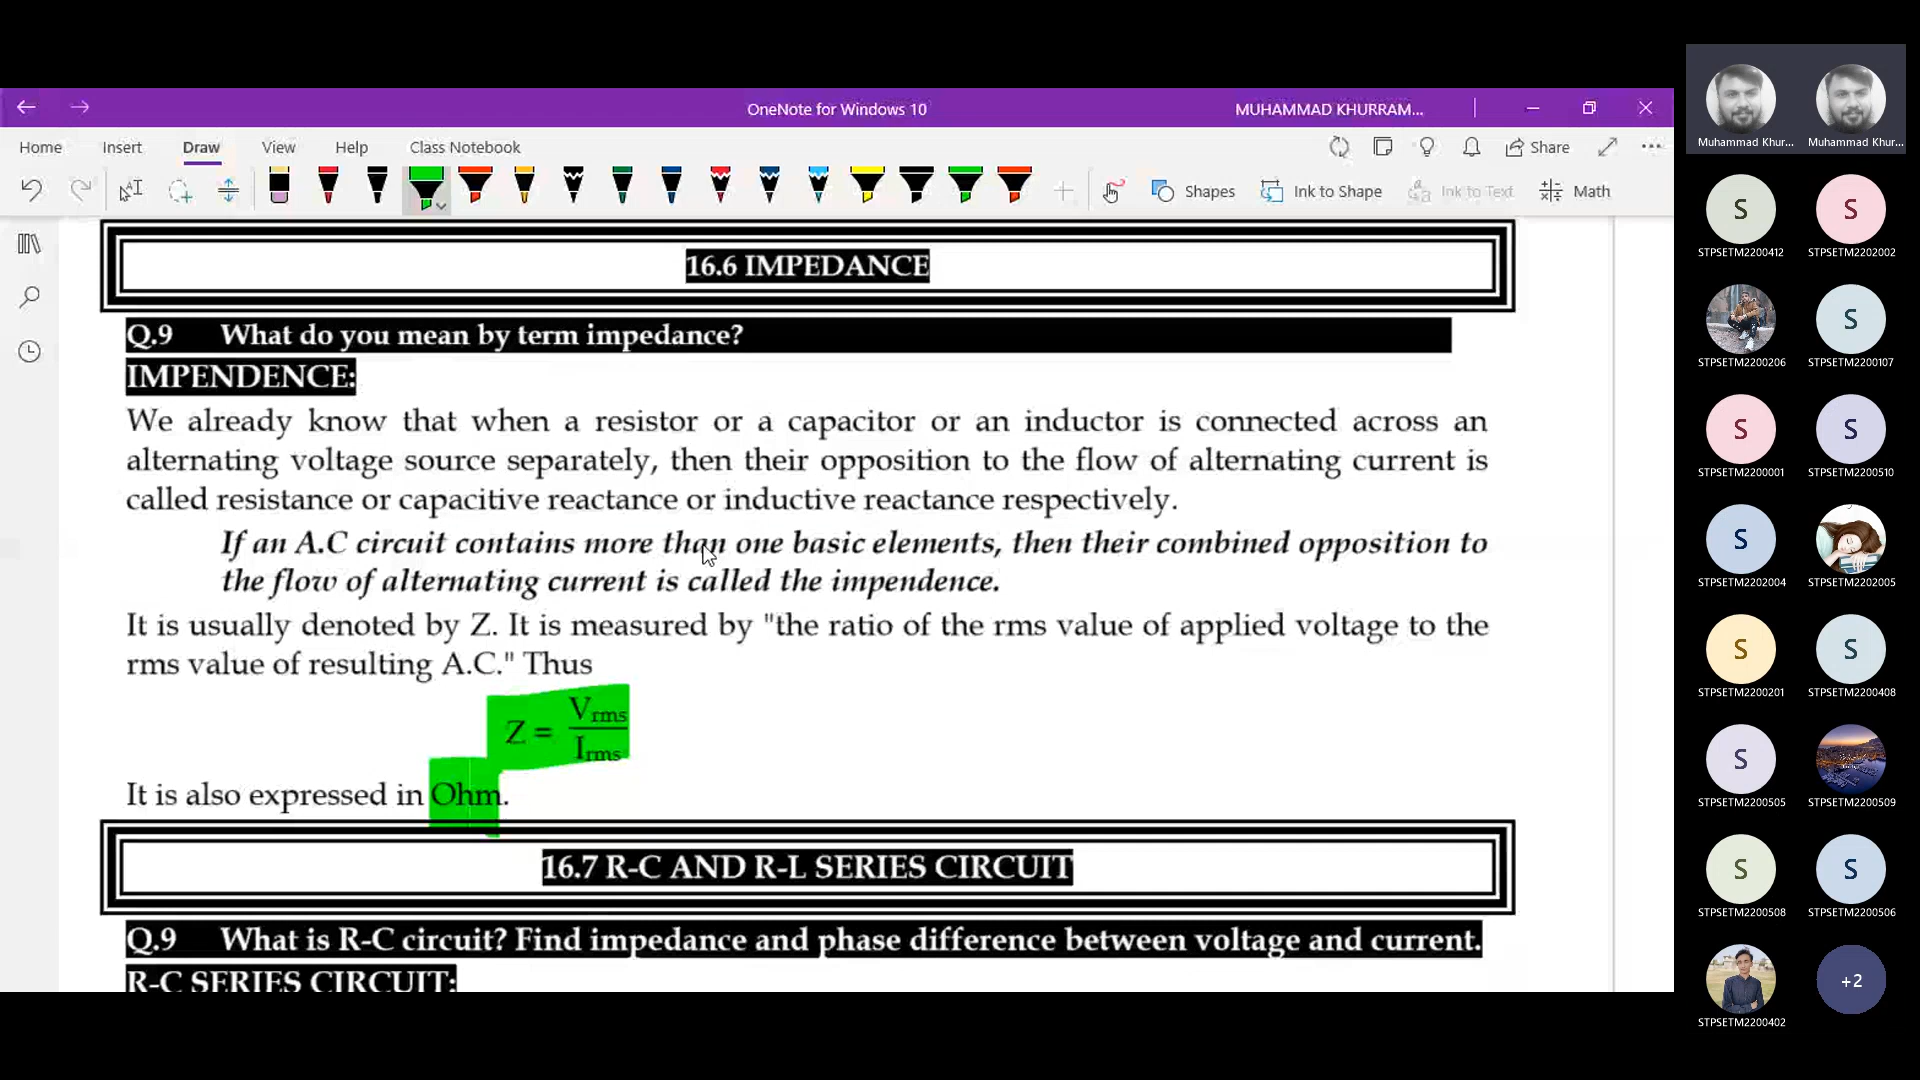 OneNote for Windows 10
MUHAMMAD KHURRAM...
Home Insert Draw View Help Class Notebook
Share
Shapes
Ink to Shape
Ink to Text
Math
16.6 IMPEDANCE
Q.9 What do you mean by term impedance?
IMPENDENCE:
We already know that when a resistor or a capacitor or an inductor is connected across an
alternating voltage source separately, then their opposition to the flow of alternating current is
called resistance or capacitive reactance or inductive reactance respectively.
If an A.C circuit contains more than one basic elements, then their combined opposition to
the flow of alternating current is called the impendence.
It is usually denoted by Z. It is measured by "the ratio of the rms value of applied voltage to the
rms value of resulting A.C." Thus
Z = Vrms / Irms
It is also expressed in Ohm.
16.7 R-C AND R-L SERIES CIRCUIT
Q.9 What is R-C circuit? Find impedance and phase difference between voltage and current.
R-C SERIES CIRCUIT:
Muhammad Khur... Muhammad Khur...
S S
STPSETM2200412 STPSETM2202002
S
STPSETM2200206 STPSETM2200107
S S
STPSETM2200001 STPSETM2200510
S
STPSETM2202004 STPSETM2202005
S S
STPSETM2200201 STPSETM2200408
S
STPSETM2200505 STPSETM2200509
S S
STPSETM2200508 STPSETM2200506
+2
STPSETM2200402